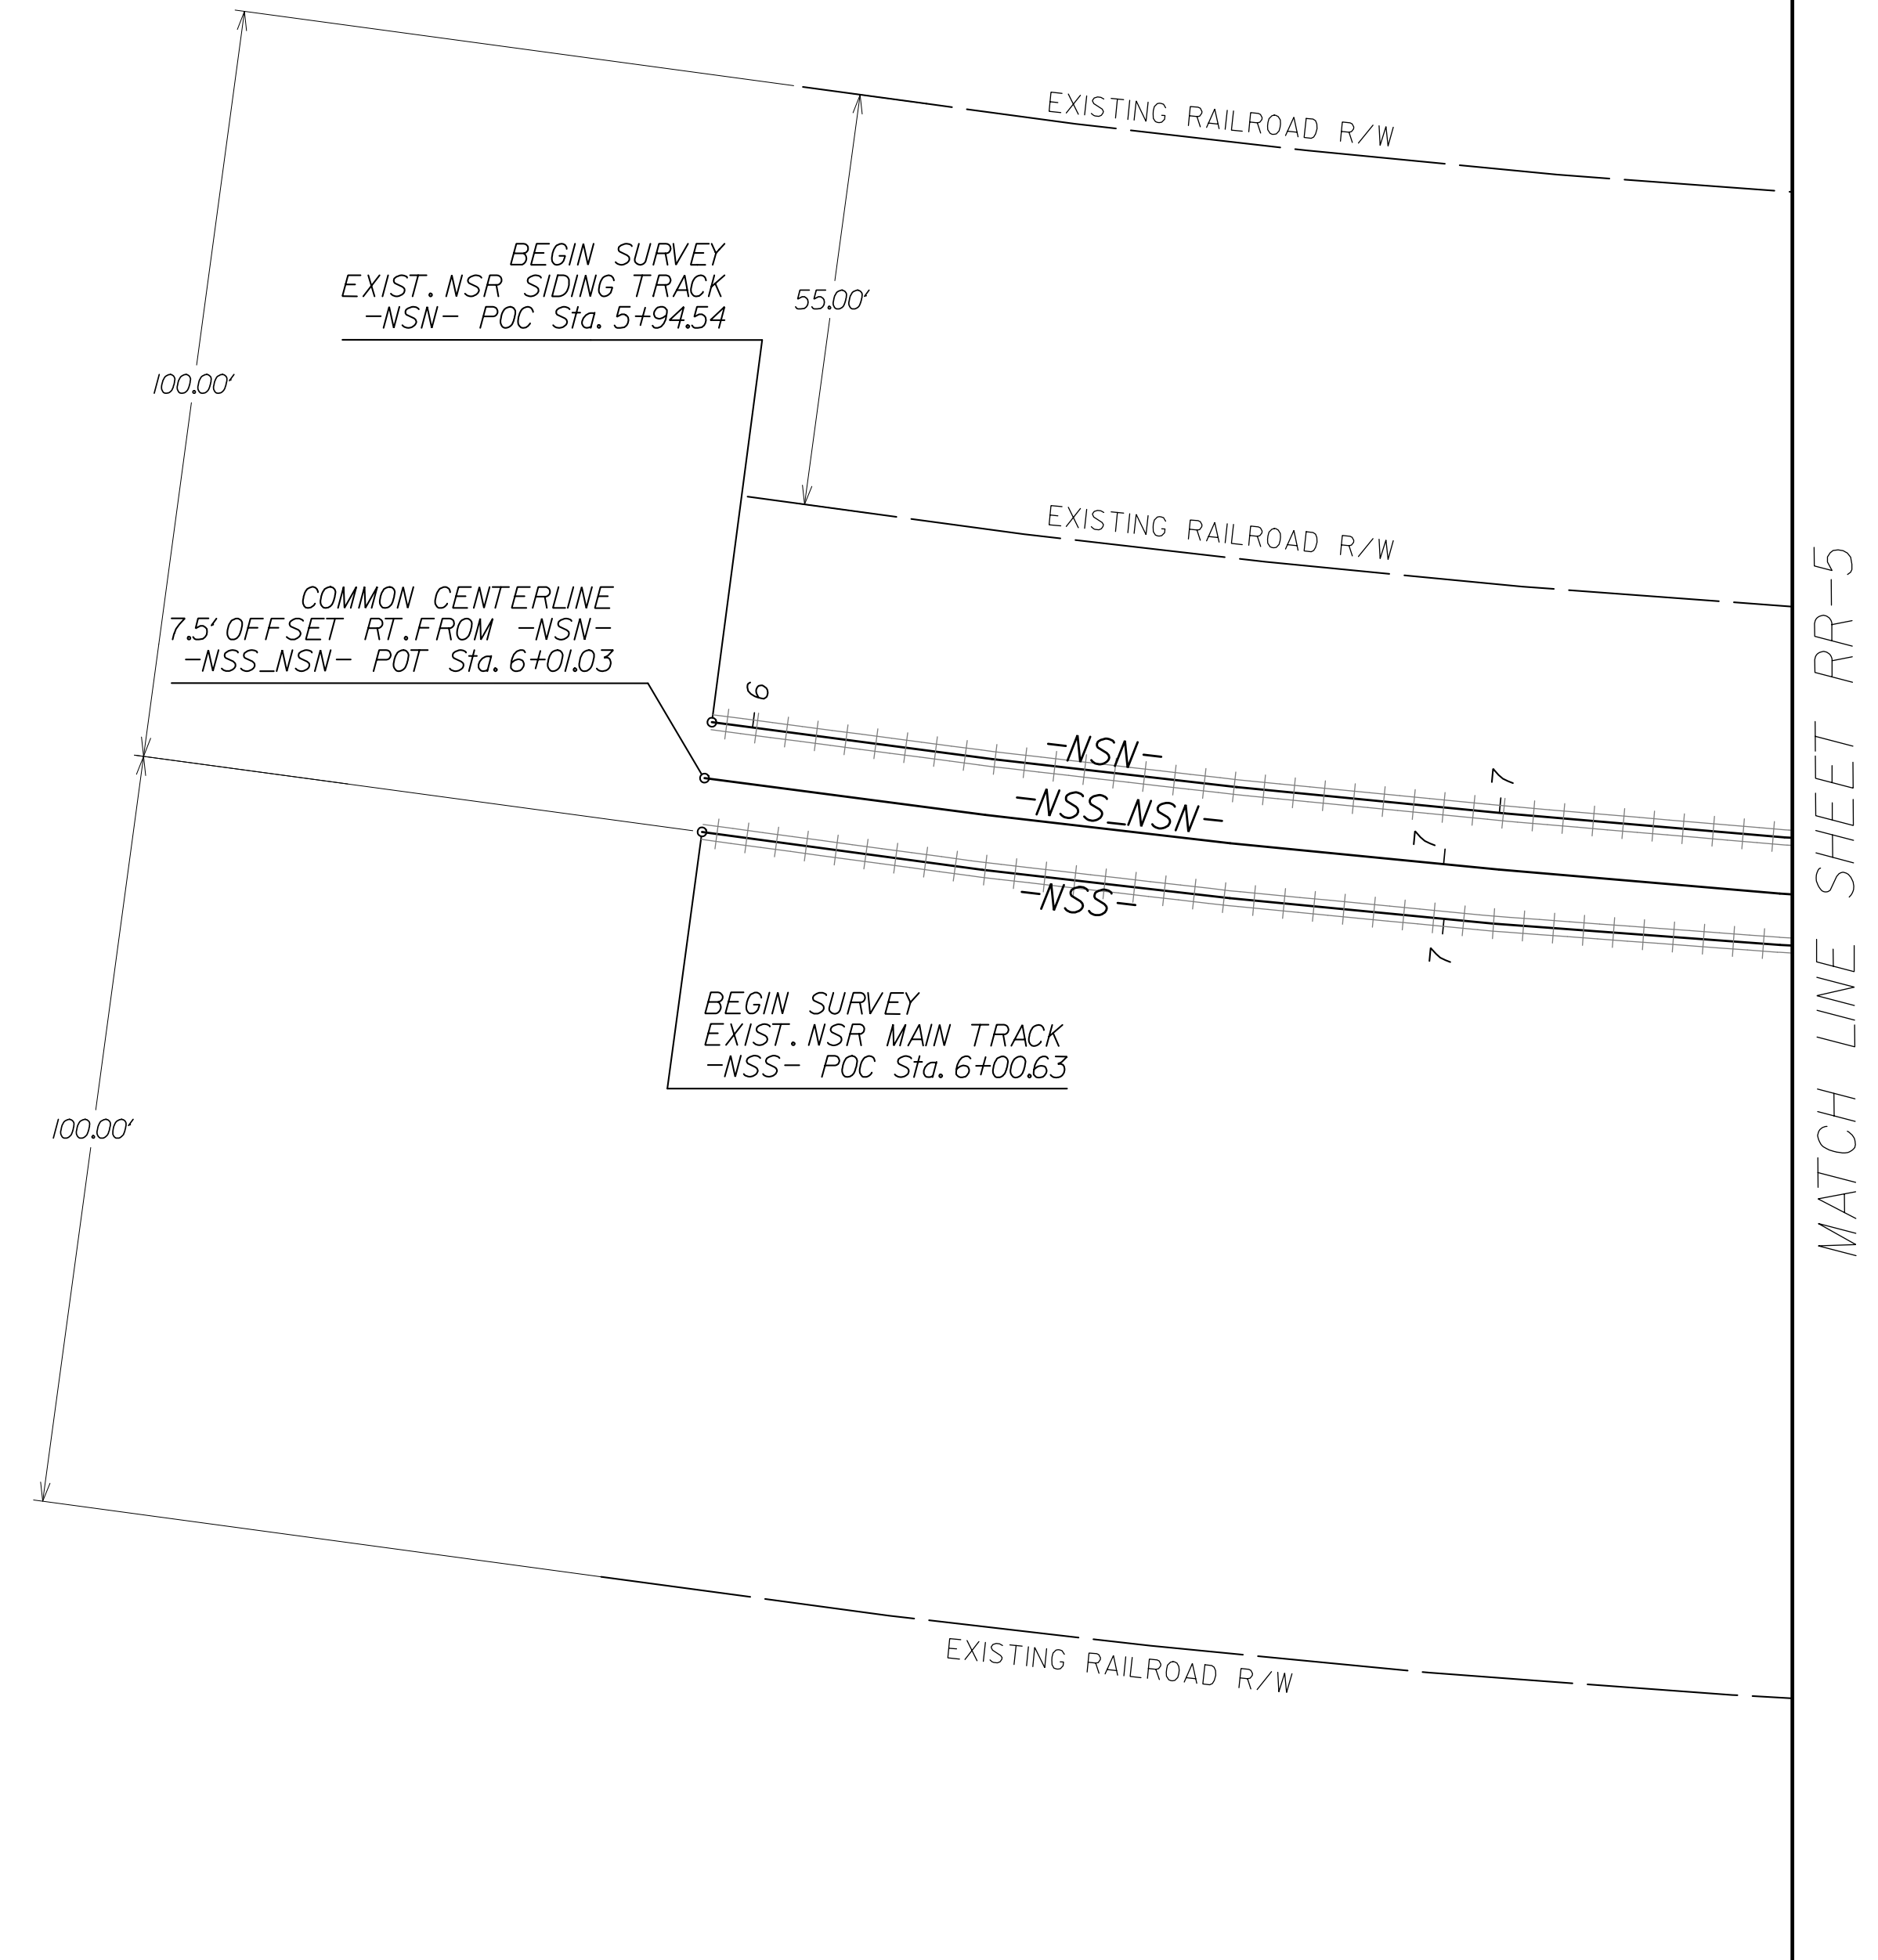 EXISTING RAILROAD R/W
BEGIN SURVEY
EXIST. NSR SIDING TRACK
-NSN- POC Sta. 5+94.54
55.00'
100.00'
EXISTING RAILROAD R/W
COMMON CENTERLINE
7.5' OFFSET RT. FROM -NSN-
-NSS_NSN- POT Sta. 6+01.03
6
-NSN-
7
-NSS_NSN-
7
-NSS-
7
BEGIN SURVEY
EXIST. NSR MAIN TRACK
-NSS- POC Sta. 6+00.63
100.00'
EXISTING RAILROAD R/W
MATCH LINE SHEET RR-5